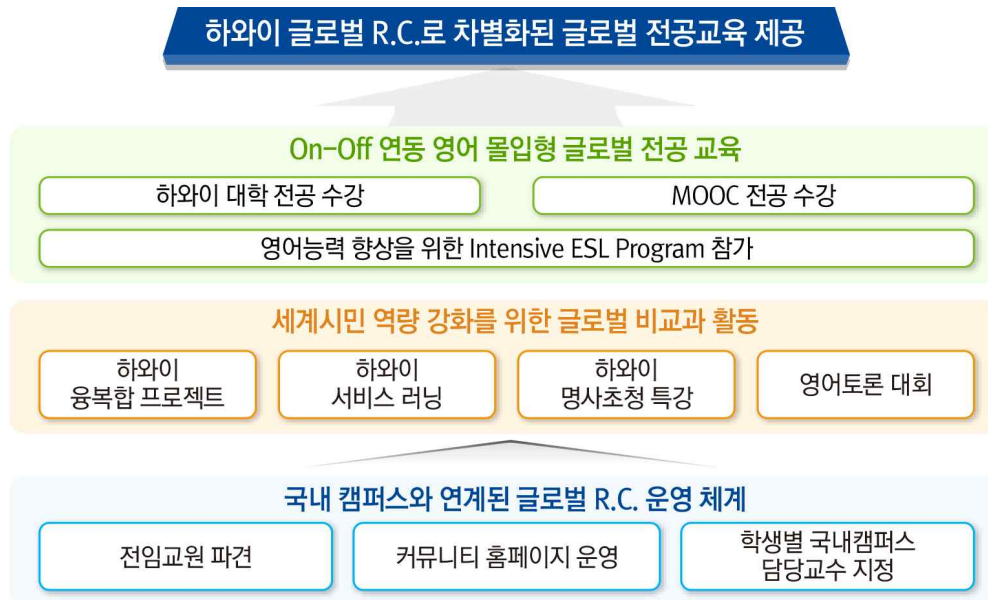 하와이 글로벌 R.C.로 차별화된 글로벌 전공교육 제공
On-Off 연동 영어 몰입형 글로벌 전공 교육
하와이 대학 전공 수강
MOOC 전공 수강
영어능력 향상을 위한 Intensive ESL Program 참가
세계시민 역량 강화를 위한 글로벌 비교과 활동
하와이
융복합 프로젝트
하와이
서비스 러닝
하와이
명사초청 특강
영어토론 대회
국내 캠퍼스와 연계된 글로벌 R.C. 운영 체계
전임교원 파견
커뮤니티 홈페이지 운영
학생별 국내캠퍼스
담당교수 지정